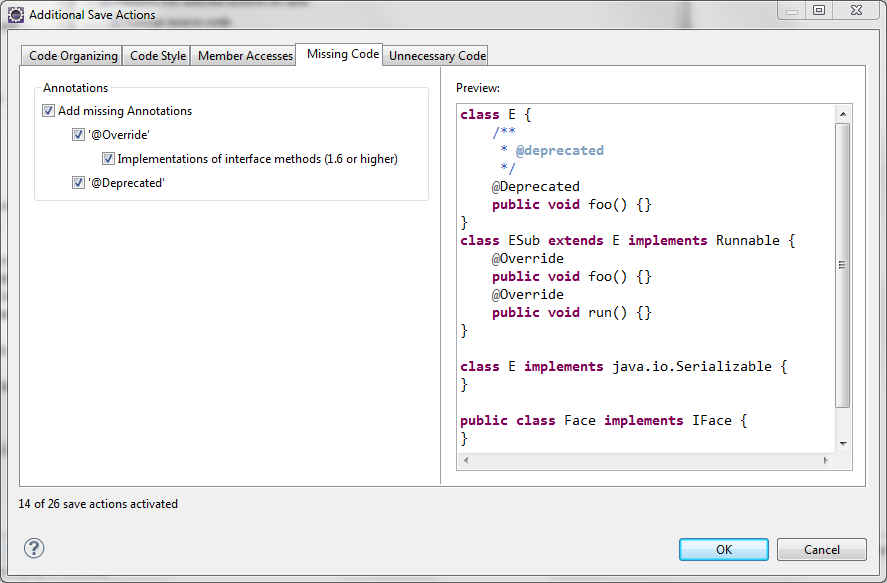 Additional Save Actions
Code Organizing
Code Style
Member Accesses
Missing Code
Unnecessary Code
Annotations
Add missing Annotations
'@Override'
Implementations of interface methods (1.6 or higher)
'@Deprecated'
Preview:
class E {
/**
* @deprecated
*/
@Deprecated
public void foo() {}
}
class ESub extends E implements Runnable {
@Override
public void foo() {}
@Override
public void run() {}
}
class E implements java.io.Serializable {
}
public class Face implements IFace {
}
14 of 26 save actions activated
?
OK
Cancel